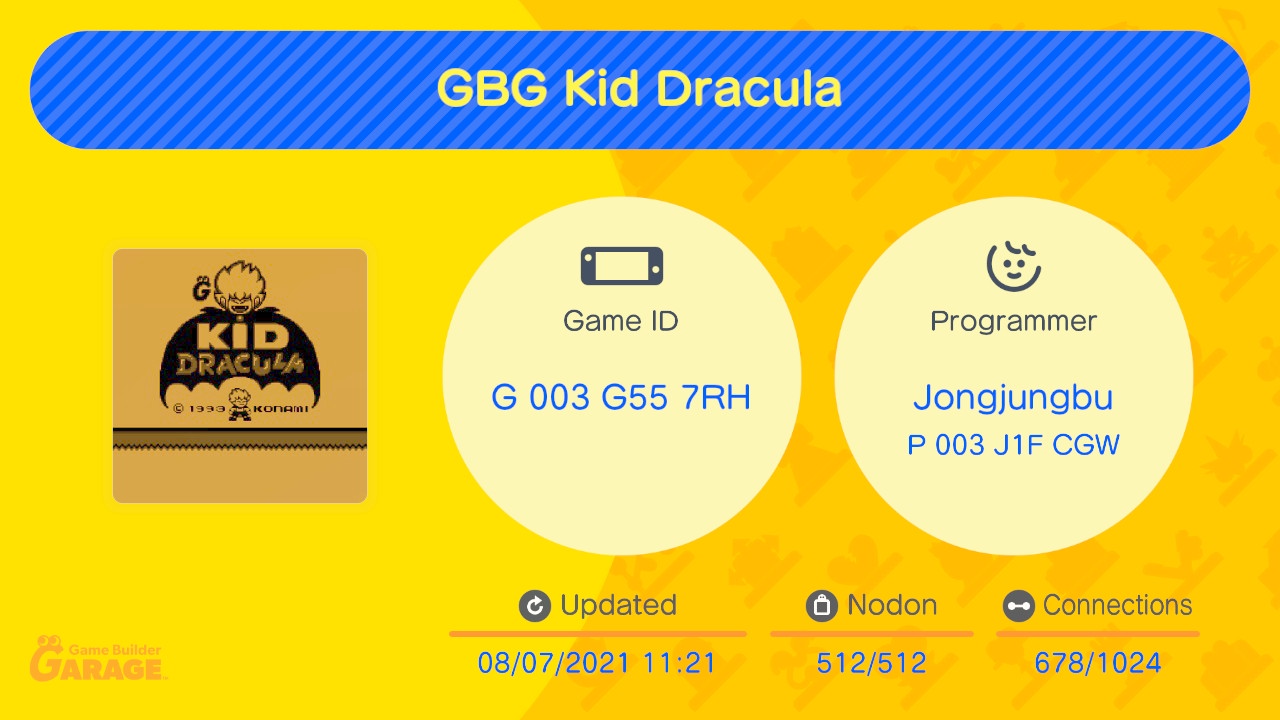 GBG Kid Dracula
G
KID
DRACULA
© 1993 KONAMI
Game ID
G 003 G55 7RH
Programmer
Jongjungbu
P 003 J1F CGW
Updated
08/07/2021 11:21
Nodon
512/512
Connections
678/1024
Game Builder
GARAGE™